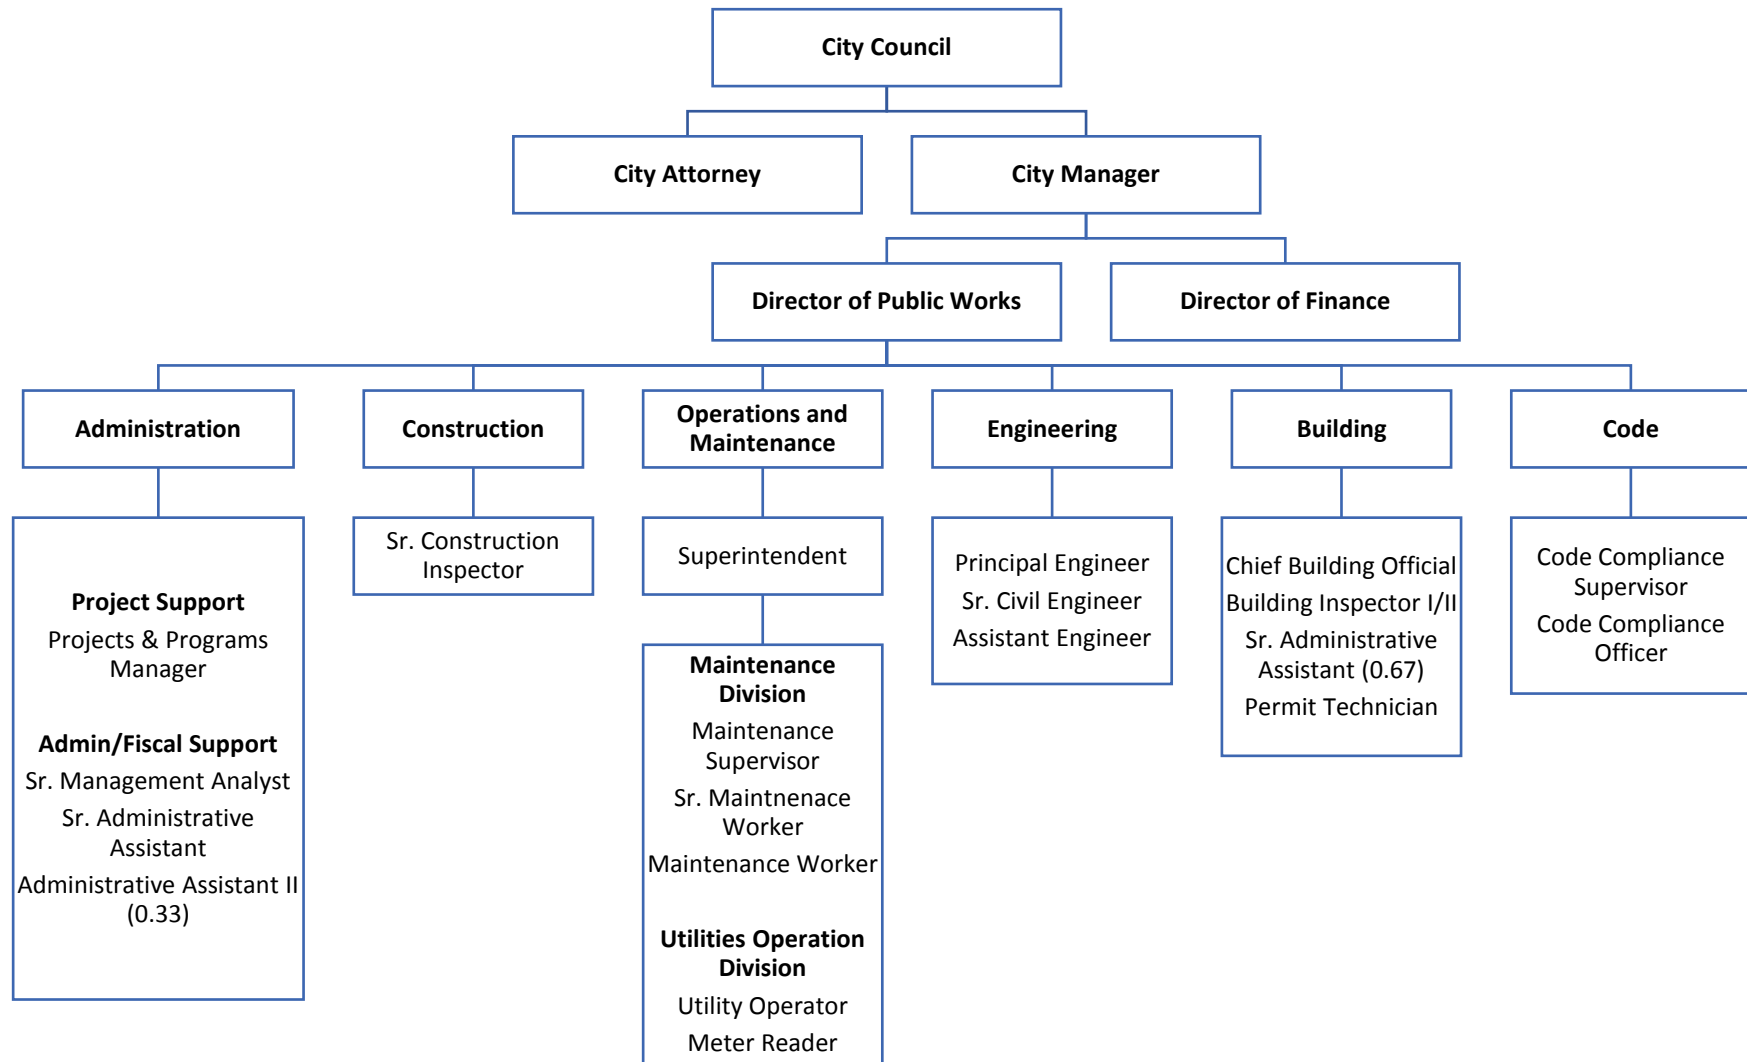 City Council
City Attorney
City Manager
Director of Public Works
Director of Finance
Administration
Construction
Operations and
Maintenance
Engineering
Building
Code
Project Support
Projects & Programs
Manager
Admin/Fiscal Support
Sr. Management Analyst
Sr. Administrative
Assistant
Administrative Assistant II
(0.33)
Sr. Construction
Inspector
Superintendent
Maintenance
Division
Maintenance
Supervisor
Sr. Maintnenace
Worker
Maintenance Worker
Utilities Operation
Division
Utility Operator
Meter Reader
Principal Engineer
Sr. Civil Engineer
Assistant Engineer
Chief Building Official
Building Inspector I/II
Sr. Administrative
Assistant (0.67)
Permit Technician
Code Compliance
Supervisor
Code Compliance
Officer